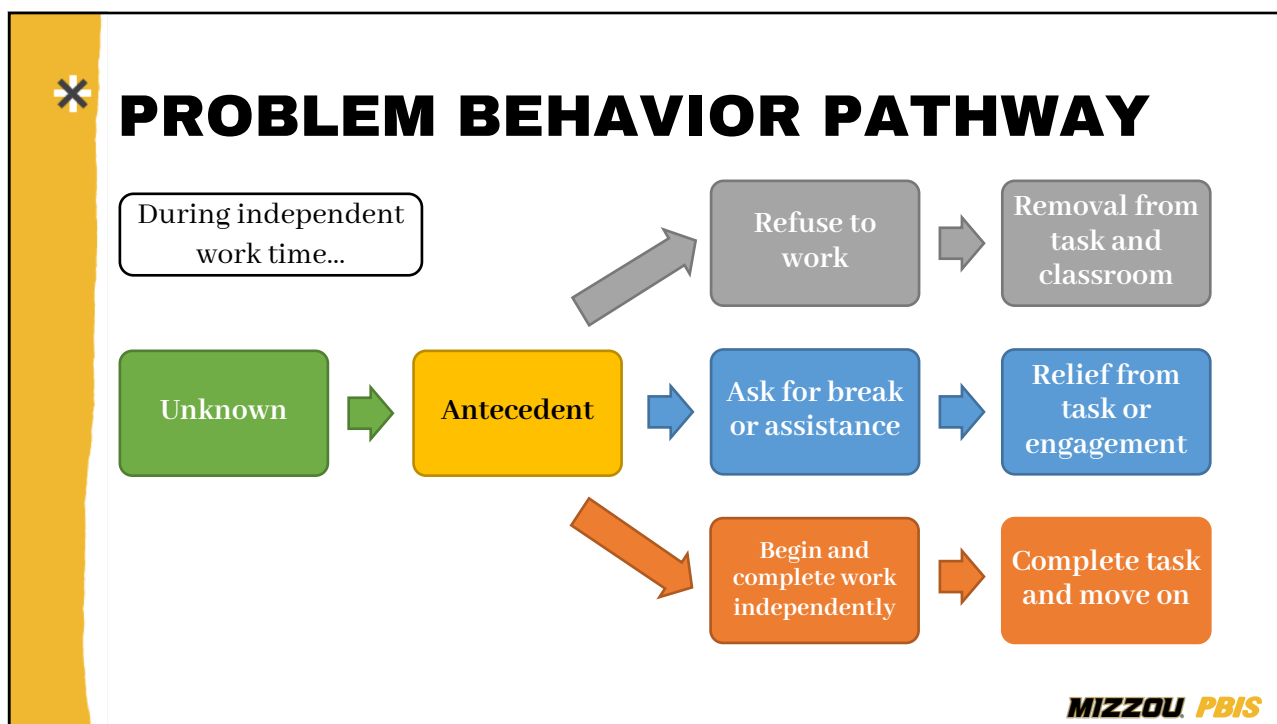 PROBLEM BEHAVIOR PATHWAY
During independent
work time...
Refuse to
work
Removal from
task and
classroom
Unknown
Antecedent
Ask for break
or assistance
Relief from
task or
engagement
Begin and
complete work
independently
Complete task
and move on
MIZZOU PBIS